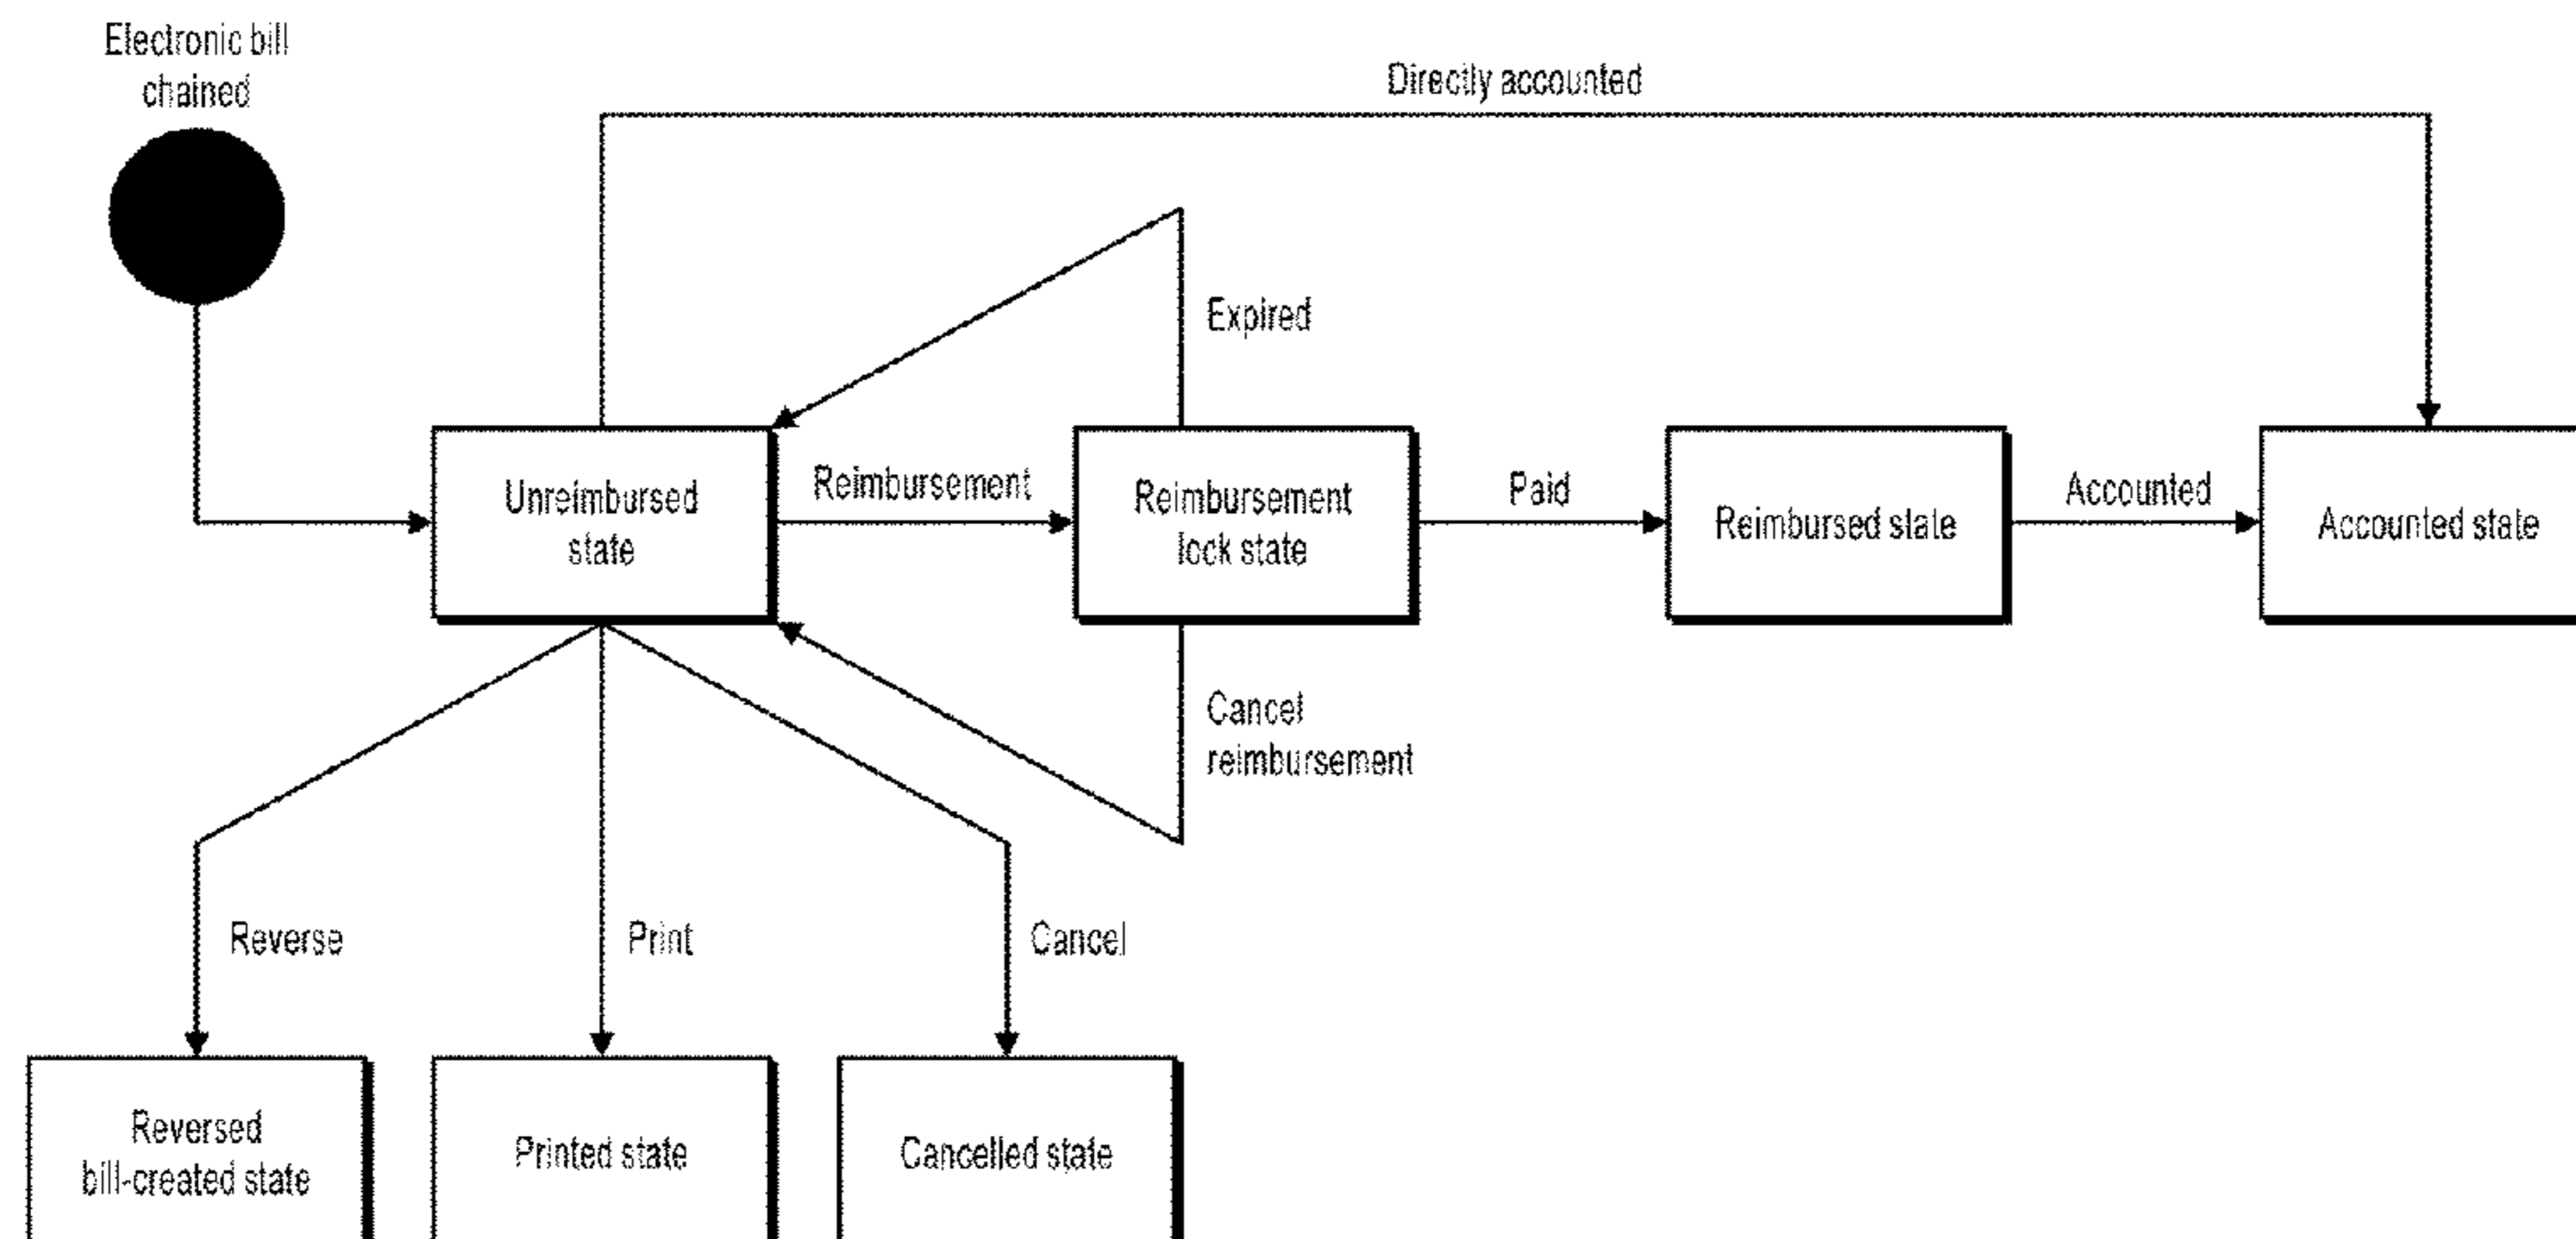 Electronic bill
chained
Directly accounted
Expired
Unreimbursed
state
Reimbursement
Reimbursement
lock state
Paid
Reimbursed state
Accounted
Accounted state
Cancel
reimbursement
Reverse
Print
Cancel
Reversed
bill-created state
Printed state
Cancelled state